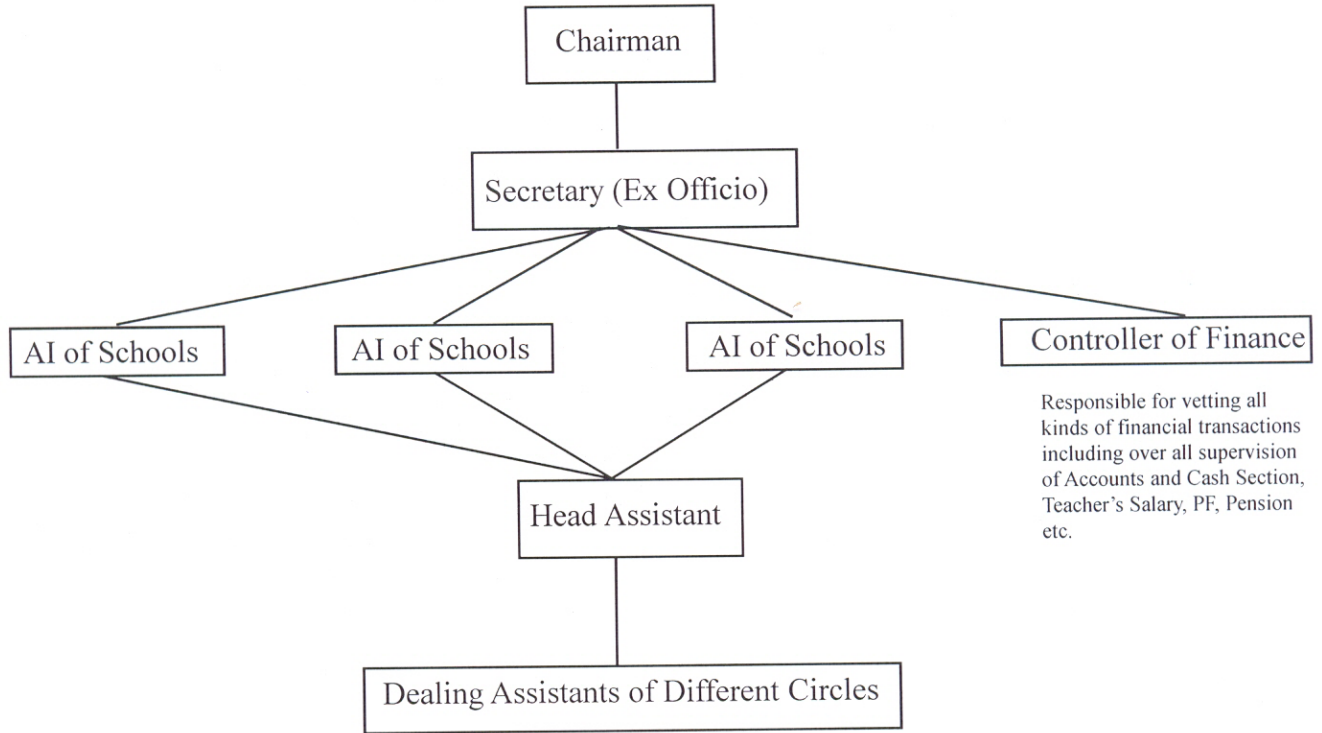 Chairman
Secretary (Ex Officio)
AI of Schools
AI of Schools
AI of Schools
Controller of Finance
Responsible for vetting all
kinds of financial transactions
including over all supervision
of Accounts and Cash Section,
Teacher's Salary, PF, Pension
etc.
Head Assistant
Dealing Assistants of Different Circles